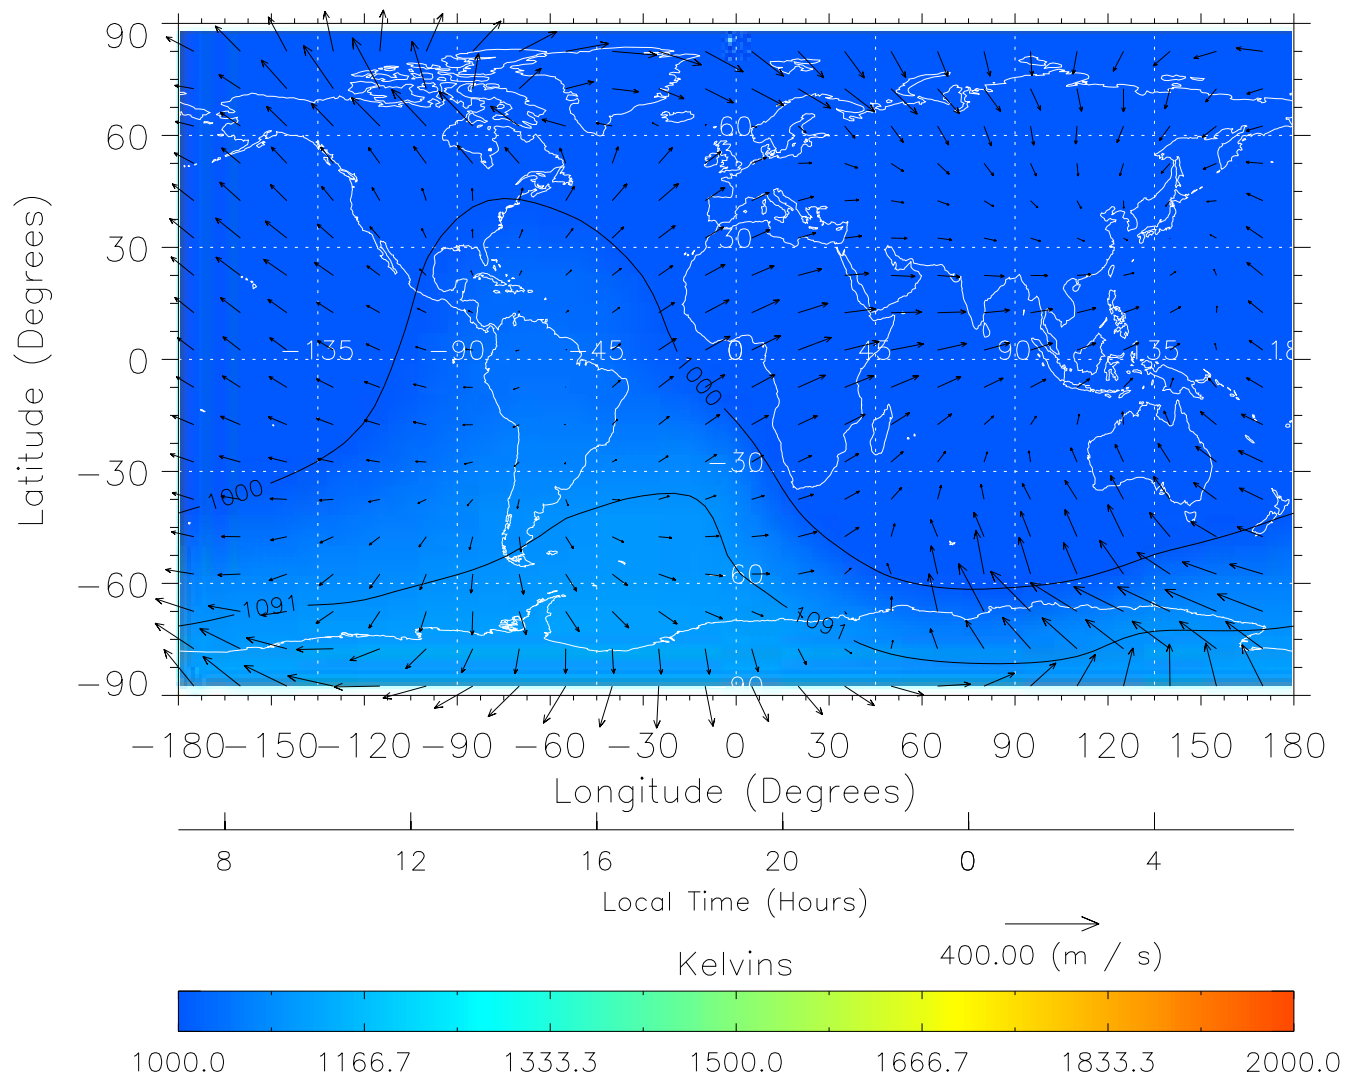 90
60
30
0
−30
−60
−90
Latitude (Degrees)
60
30
−135 −90 −45 0 45 90 135 18
−30
−60
90
1000
1000
1091
1091
−180 −150 −120 −90 −60 −30 0 30 60 90 120 150 180
Longitude (Degrees)
8 12 16 20 0 4
Local Time (Hours)
400.00 (m / s)
Kelvins
1000.0 1166.7 1333.3 1500.0 1666.7 1833.3 2000.0